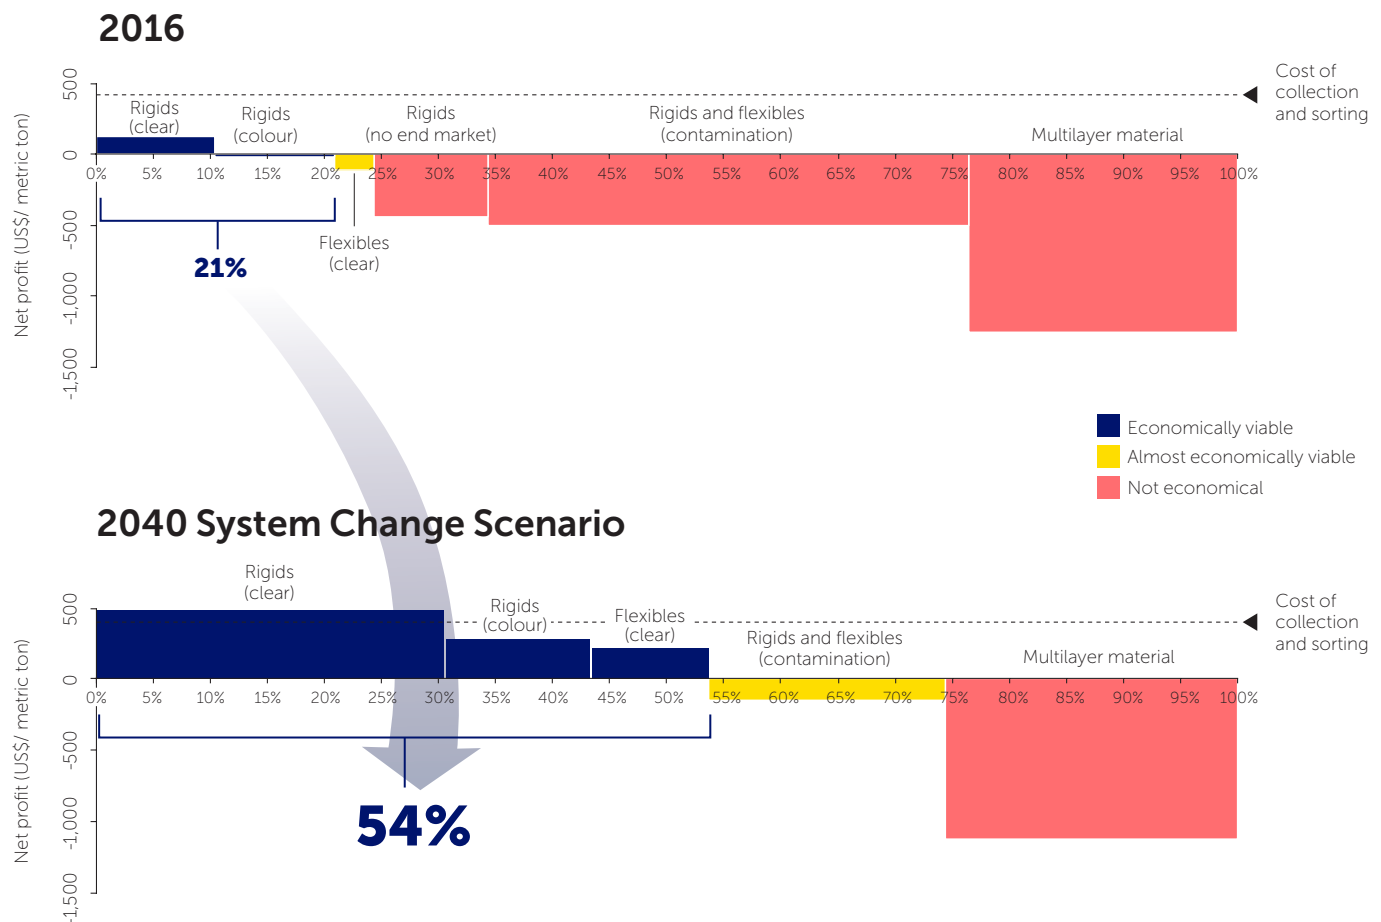 2016
Net profit (US$/ metric ton)
500
0
-500
-1,000
-1,500
Cost of
collection
and sorting
Rigids
(clear)
Rigids
(colour)
Rigids
(no end market)
Rigids and flexibles
(contamination)
Multilayer material
0% 5% 10% 15% 20% 25% 30% 35% 40% 45% 50% 55% 60% 65% 70% 75% 80% 85% 90% 95% 100%
Flexibles
(clear)
21%
Economically viable
Almost economically viable
Not economical
2040 System Change Scenario
Net profit (US$/ metric ton)
500
0
-500
-1,000
-1,500
Cost of
collection
and sorting
Rigids
(clear)
Rigids
(colour)
Flexibles
(clear)
Rigids and flexibles
(contamination)
Multilayer material
0% 5% 10% 15% 20% 25% 30% 35% 40% 45% 50% 55% 60% 65% 70% 75% 80% 85% 90% 95% 100%
54%